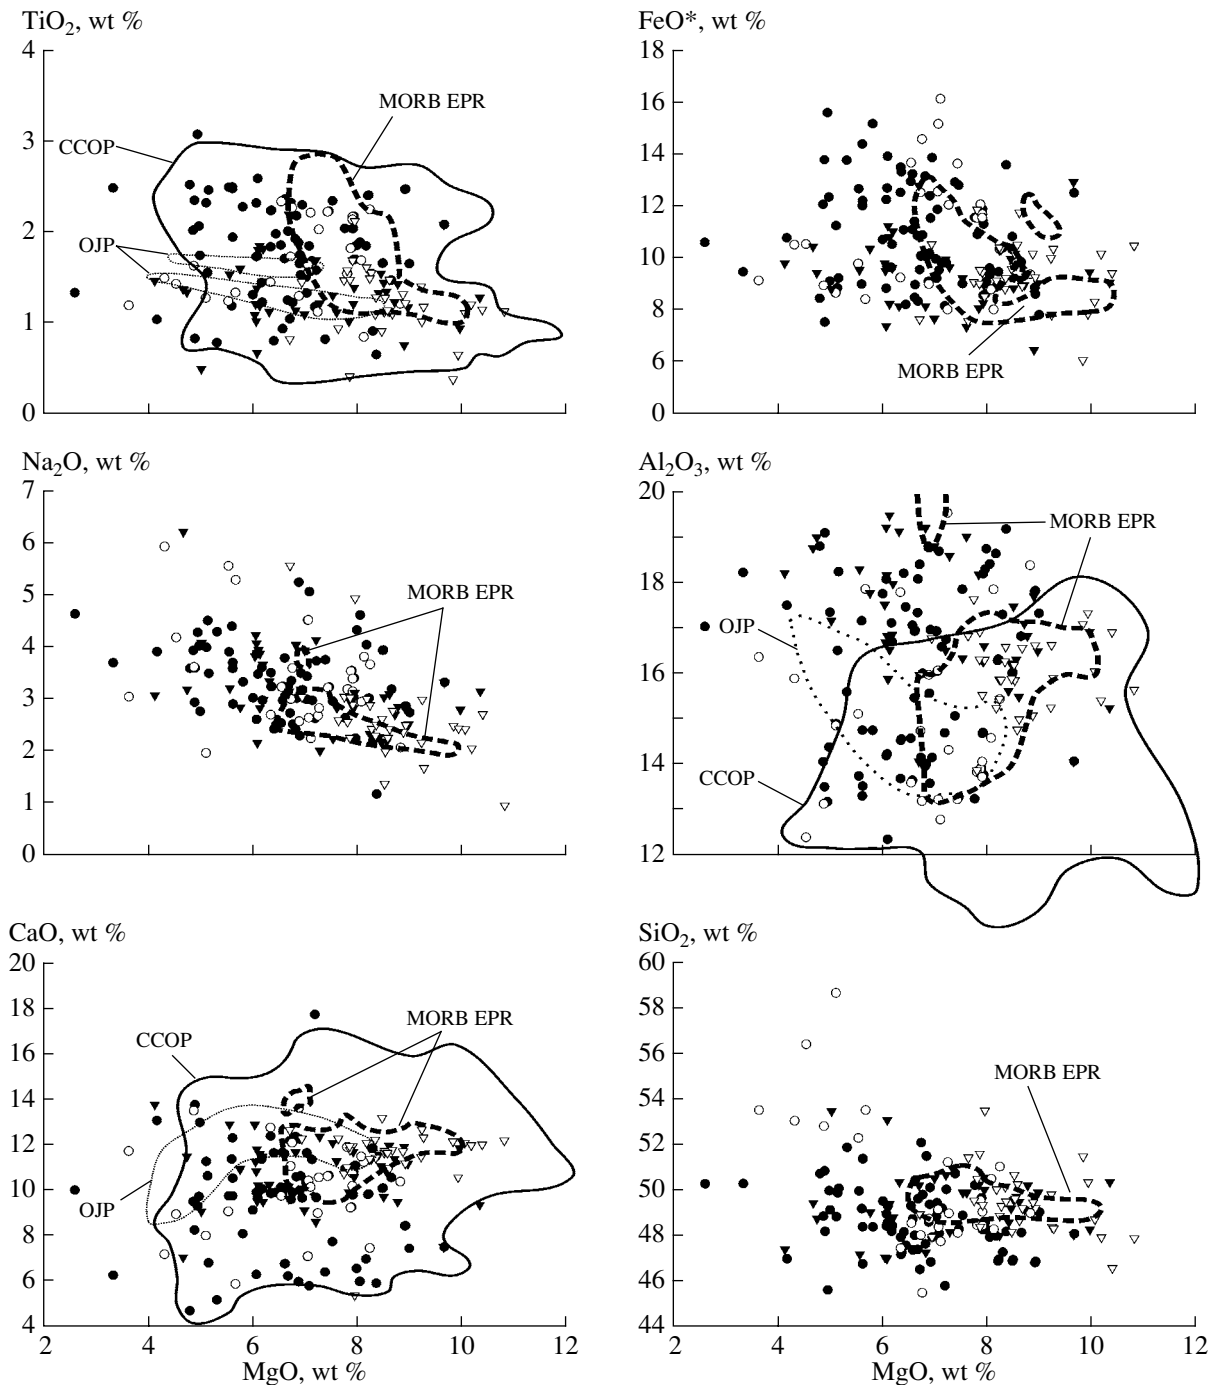 TiO₂, wt %
4
3
2
1
0
CCOP
MORB EPR
OJP
FeO*, wt %
18
16
14
12
10
8
6
4
2
0
MORB EPR
Na₂O, wt %
7
6
5
4
3
2
1
0
MORB EPR
Al₂O₃, wt %
20
18
16
14
12
MORB EPR
OJP
CCOP
CaO, wt %
20
18
16
14
12
10
8
6
4
CCOP
MORB EPR
OJP
2 4 6 8 10 12
MgO, wt %
SiO₂, wt %
60
58
56
54
52
50
48
46
44
MORB EPR
2 4 6 8 10 12
MgO, wt %